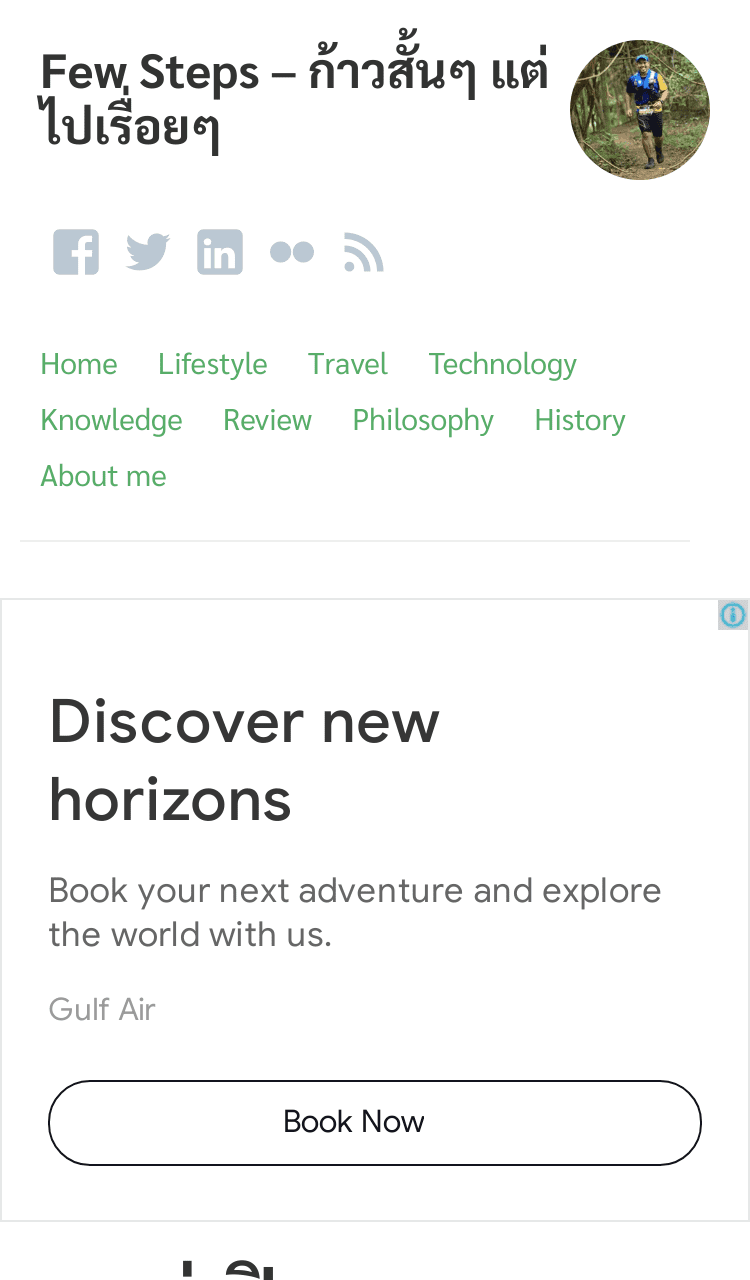 Few Steps – ก้าวสั้นๆ แต่
ไปเรื่อยๆ
Home Lifestyle Travel Technology
Knowledge Review Philosophy History
About me
Discover new
horizons
Book your next adventure and explore
the world with us.
Gulf Air
Book Now